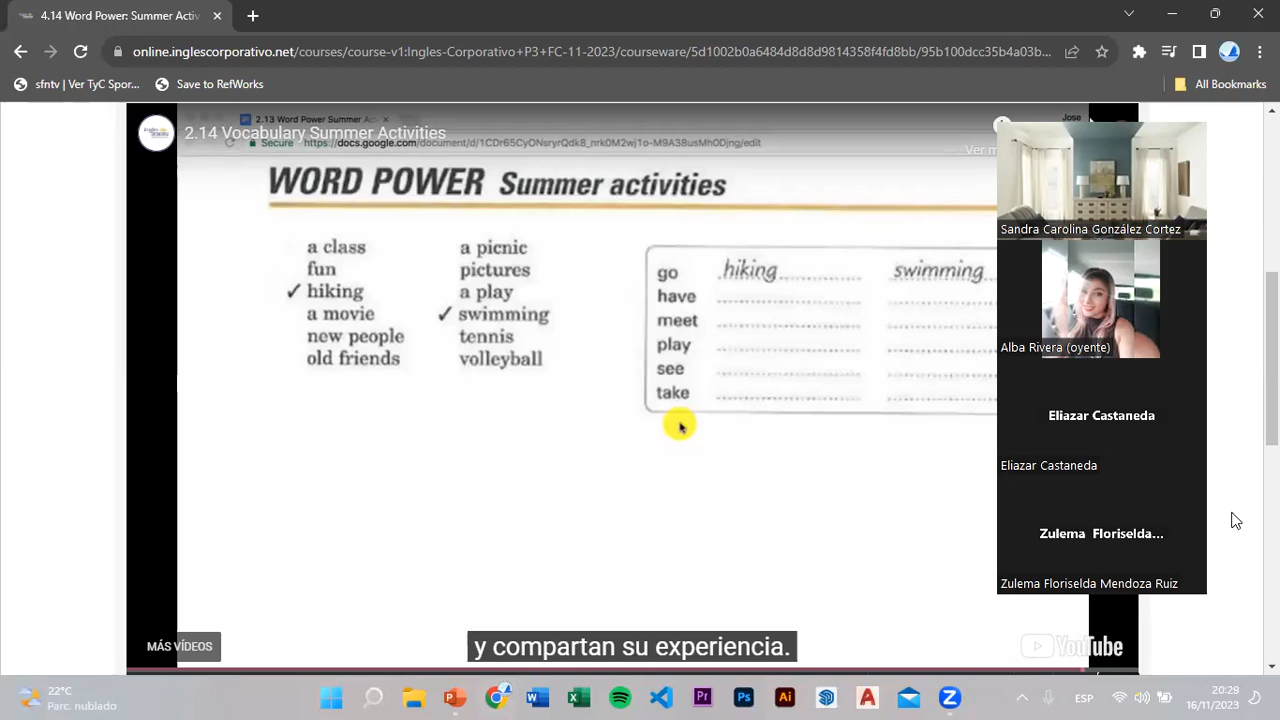 4.14 Word Power: Summer Activ
online.inglescorporativo.net/courses/course-v1:Ingles-Corporativo+P3+FC-11-2023/courseware/5d1002b0a6484d8d8d9814358f4fd8bb/95b100dcc35b4a03b...
sfntv | Ver TyC Spor...
Save to RefWorks
All Bookmarks
2.13 Word Power Summer Ac
Jose
2.14 Vocabulary Summer Activities
Secure
https://docs.google.com/document/d/1CDr65CyONsryrQdk8_nrk0M2wj1o-M9A38usMhODjng/edit
Ver m
WORD POWER Summer activities
a class
fun
✓ hiking
a movie
new people
old friends
a picnic
pictures
a play
✓ swimming
tennis
volleyball
go hiking swimming
have
meet
play
see
take
Sandra Carolina González Cortez
Alba Rivera (oyente)
Eliazar Castaneda
Eliazar Castaneda
Zulema Floriselda...
Zulema Floriselda Mendoza Ruiz
MÁS VÍDEOS
y compartan su experiencia.
YouTube
22°C
Parc. nublado
ESP
20:29
16/11/2023